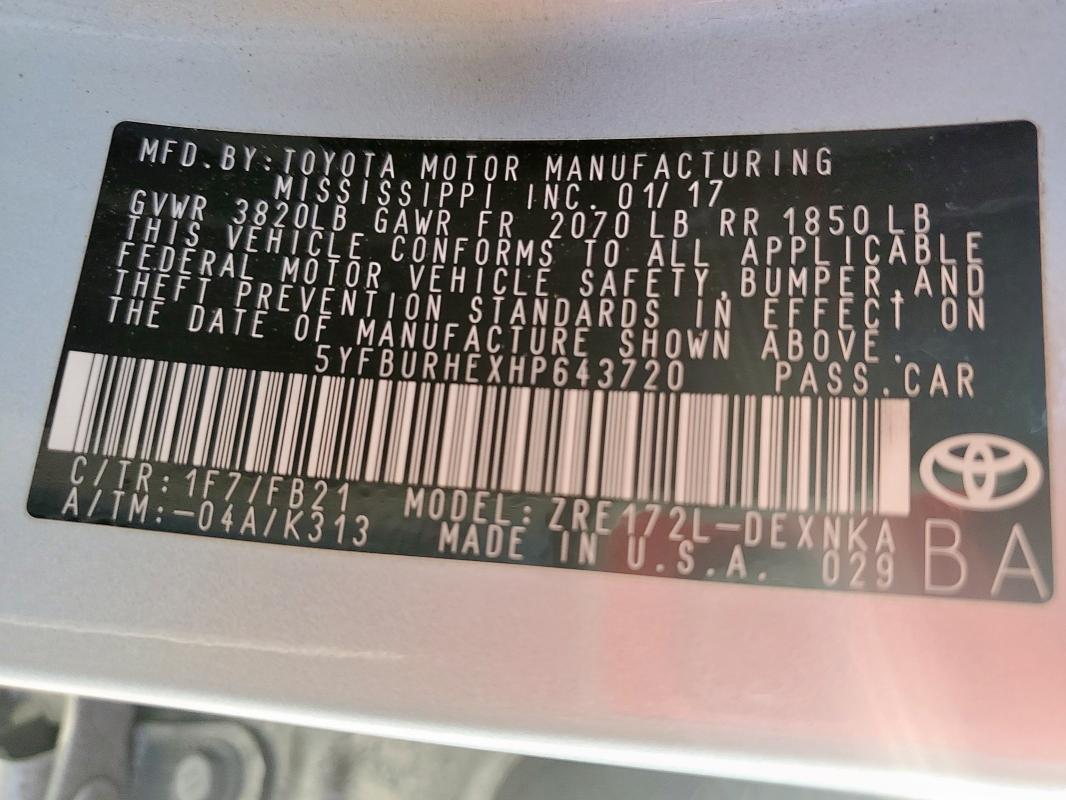 MFD.BY:TOYOTA MOTOR MANUFACTURING
MISSISSIPPI INC. 01/17
GVWR 3820LB GAWR FR 2070 LB RR 1850 LB
THIS VEHICLE CONFORMS TO ALL APPLICABLE
FEDERAL MOTOR VEHICLE SAFETY,BUMPER,AND
THEFT PREVENTION STANDARDS IN EFFECT ON
THE DATE OF MANUFACTURE SHOWN ABOVE.
5YFBURHEXHP643720 PASS.CAR
C/TR: 1F7/FB21 MODEL: ZRE172L-DEXNKA
A/TM:-04A/K313 MADE IN U.S.A. 029
BA